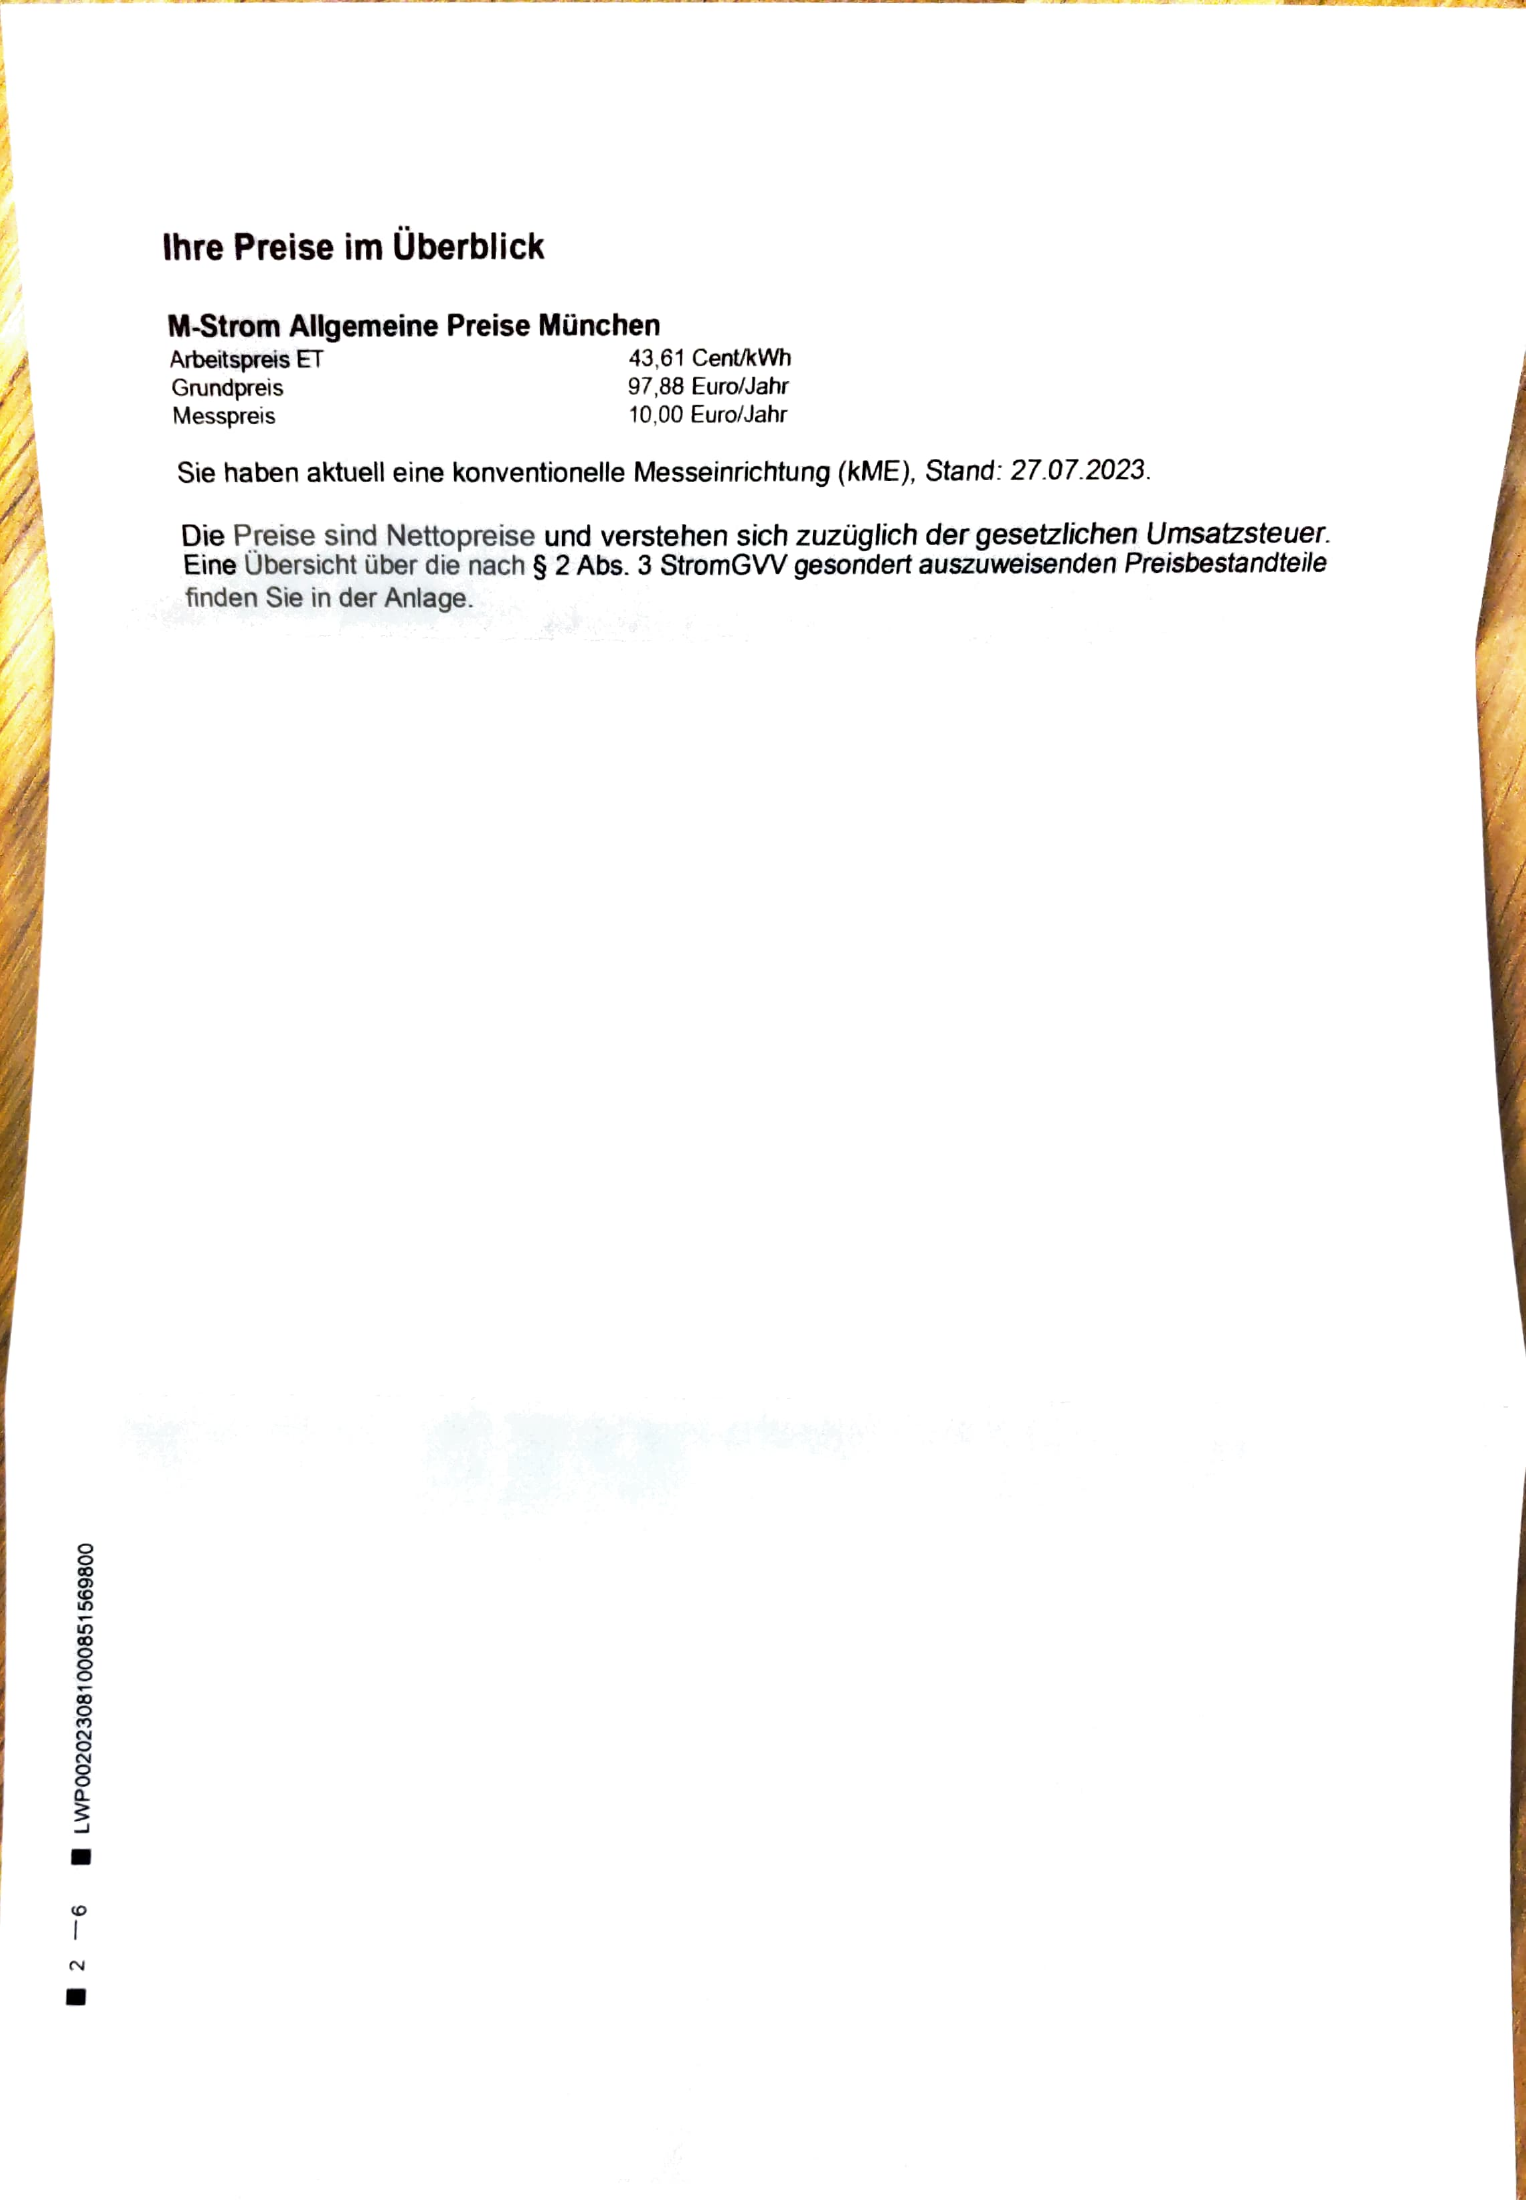 Ihre Preise im Überblick
M-Strom Allgemeine Preise München
Arbeitspreis ET 43,61 Cent/kWh
Grundpreis 97,88 Euro/Jahr
Messpreis 10,00 Euro/Jahr
Sie haben aktuell eine konventionelle Messeinrichtung (kME), Stand: 27.07.2023.
Die Preise sind Nettopreise und verstehen sich zuzüglich der gesetzlichen Umsatzsteuer.
Eine Übersicht über die nach § 2 Abs. 3 StromGVV gesondert auszuweisenden Preisbestandteile
finden Sie in der Anlage.
■ 2 —6 ■ LWP002023081000851569800